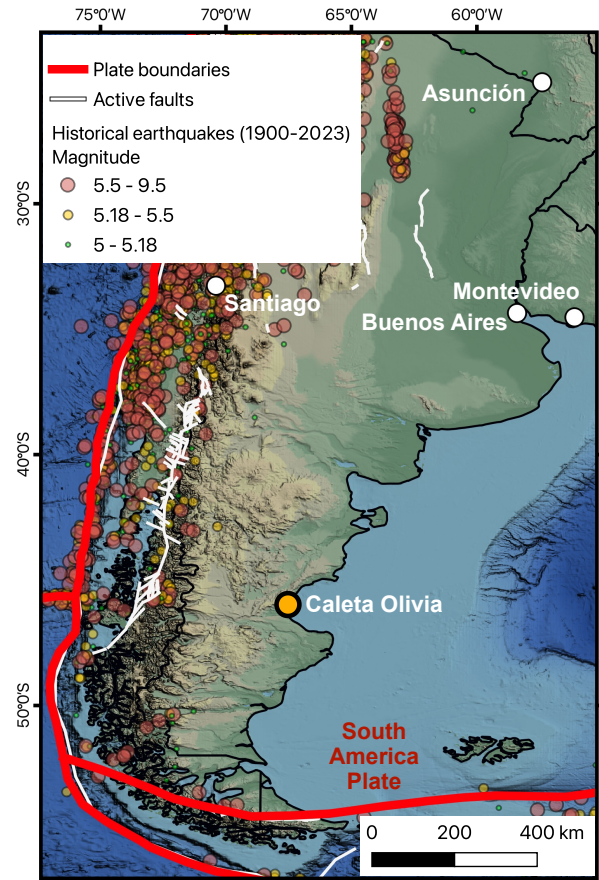 75°0'W 70°0'W 65°0'W 60°0'W
Plate boundaries
Active faults
Historical earthquakes (1900-2023)
Magnitude
5.5 - 9.5
5.18 - 5.5
5 - 5.18
Asunción
30°0'S
Santiago
Montevideo
Buenos Aires
40°0'S
Caleta Olivia
50°0'S
South
America
Plate
0 200 400 km